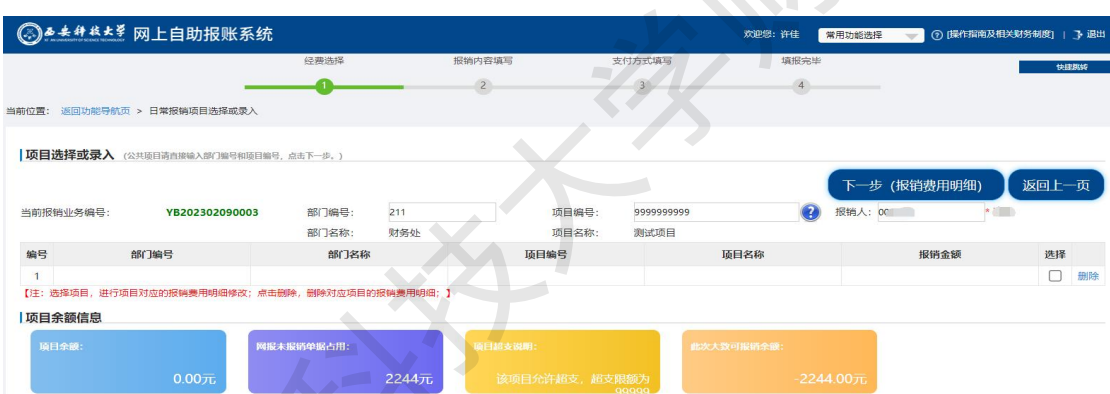 西安科技大学 网上自助报账系统
欢迎您：许佳 常用功能选择 [操作指南及相关财务制度] | 退出
经费选择 报销内容填写 支付方式填写 填报完毕
快捷跳转
1 2 3 4
当前位置： 返回功能导航页 > 日常报销项目选择或录入
项目选择或录入 （公共项目请直接输入部门编号和项目编号，点击下一步。）
下一步（报销费用明细） 返回上一页
当前报销业务编号： YB202302090003 部门编号： 211 项目编号： 9999999999 ? 报销人： 00 *
部门名称： 财务处 项目名称： 测试项目
编号 部门编号 部门名称 项目编号 项目名称 报销金额 选择
1 删除
【注：选择项目，进行项目对应的报销费用明细修改；点击删除，删除对应项目的报销费用明细；】
项目余额信息
项目余额： 网报未报销单据占用： 项目超支说明： 此次大致可报销余额：
0.00元 2244元 该项目允许超支，超支限额为 -2244.00元
99999
科技大学财